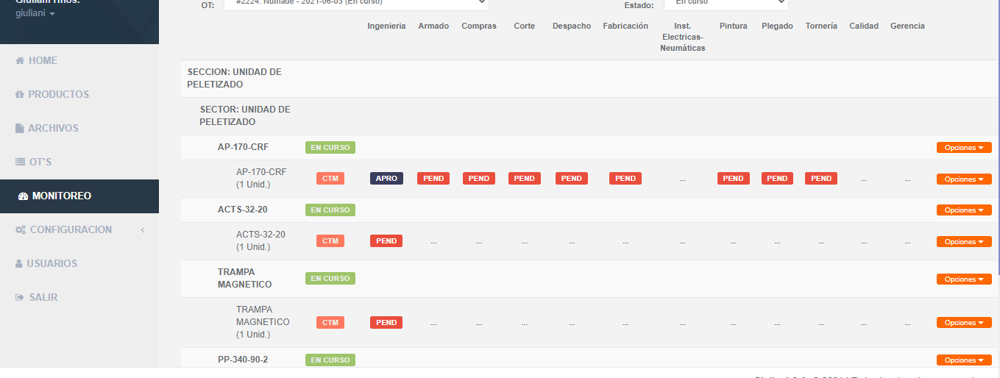 Giuliani Hnos.
giuliani
HOME
PRODUCTOS
ARCHIVOS
OT'S
MONITOREO
CONFIGURACION
USUARIOS
SALIR
OT: #2224: Nutriade - 2021-06-03 (En curso) Estado: En curso
Ingenieria Armado Compras Corte Despacho Fabricación Inst. Pintura Plegado Tornería Calidad Gerencia
Electricas-
Neumáticas
SECCION: UNIDAD DE
PELETIZADO
SECTOR: UNIDAD DE
PELETIZADO
AP-170-CRF EN CURSO Opciones
AP-170-CRF
(1 Unid.) CTM APRO PEND PEND PEND PEND PEND ... PEND PEND PEND ... ... Opciones
ACTS-32-20 EN CURSO Opciones
ACTS-32-20
(1 Unid.) CTM PEND ... ... ... ... ... ... ... ... ... ... ... Opciones
TRAMPA
MAGNETICO EN CURSO Opciones
TRAMPA
MAGNETICO CTM PEND ... ... ... ... ... ... ... ... ... ... ... Opciones
(1 Unid.)
PP-340-90-2 EN CURSO Opciones